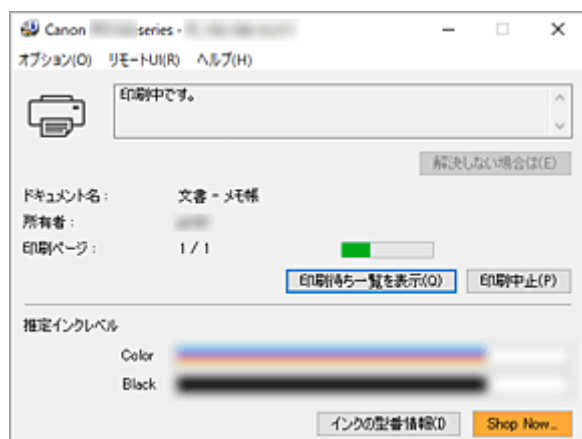 Canon series -
オプション(O) リモートUI(R) ヘルプ(H)
印刷中です。
解決しない場合は(E)
ドキュメント名: 文書 - メモ帳
所有者:
印刷ページ: 1 / 1
印刷待ち一覧を表示(Q) 印刷中止(P)
推定インクレベル
Color
Black
インクの型番情報(I) Shop Now...